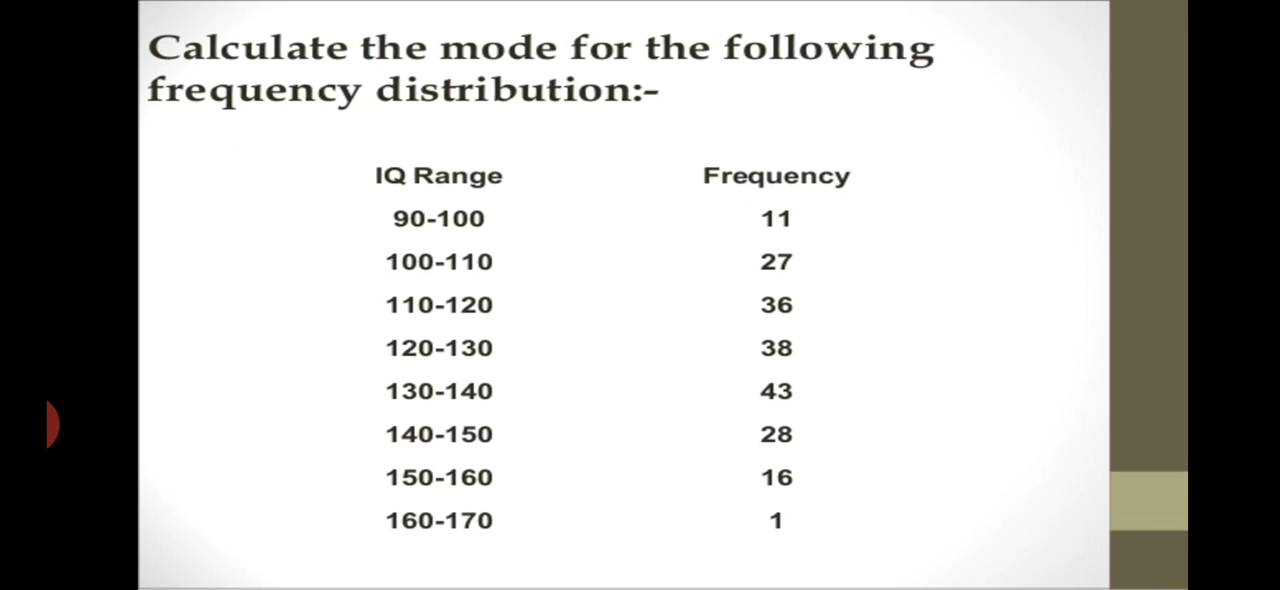 Calculate the mode for the following
frequency distribution:-
IQ Range Frequency
90-100 11
100-110 27
110-120 36
120-130 38
130-140 43
140-150 28
150-160 16
160-170 1